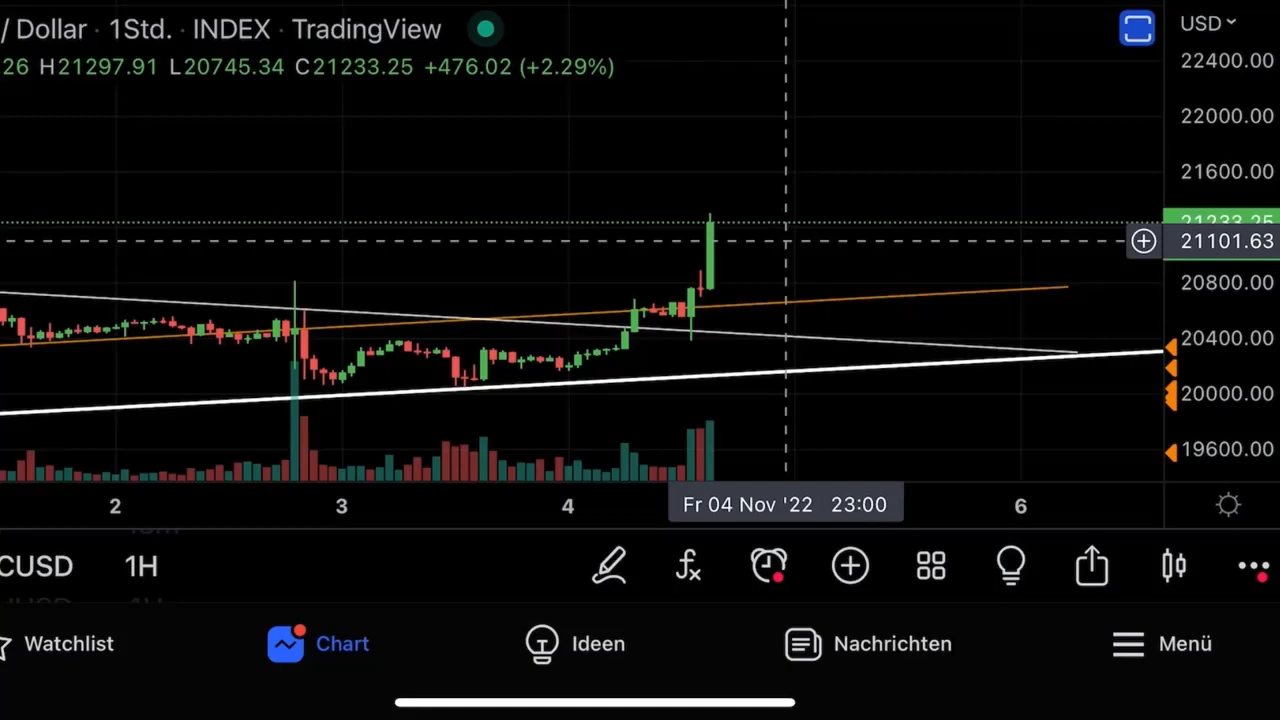 / Dollar · 1Std. · INDEX · TradingView
26 H21297.91 L20745.34 C21233.25 +476.02 (+2.29%)
USD
22400.00
22000.00
21600.00
21233.25
21101.63
20800.00
20400.00
20000.00
19600.00
2 3 4 Fr 04 Nov '22 23:00 6
CUSD 1H
Watchlist Chart Ideen Nachrichten Menü